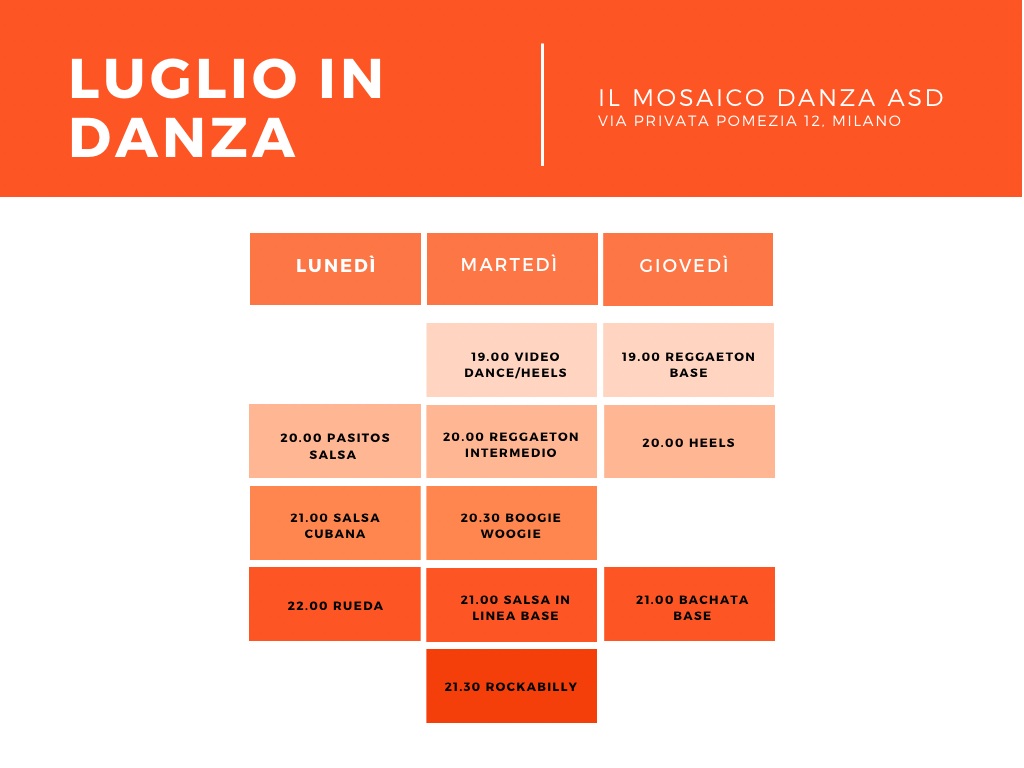 LUGLIO IN
DANZA
IL MOSAICO DANZA ASD
VIA PRIVATA POMEZIA 12, MILANO
LUNEDÌ
MARTEDÌ
GIOVEDÌ
19.00 VIDEO
DANCE/HEELS
19.00 REGGAETON
BASE
20.00 PASITOS
SALSA
20.00 REGGAETON
INTERMEDIO
20.00 HEELS
21.00 SALSA
CUBANA
20.30 BOOGIE
WOOGIE
22.00 RUEDA
21.00 SALSA IN
LINEA BASE
21.00 BACHATA
BASE
21.30 ROCKABILLY